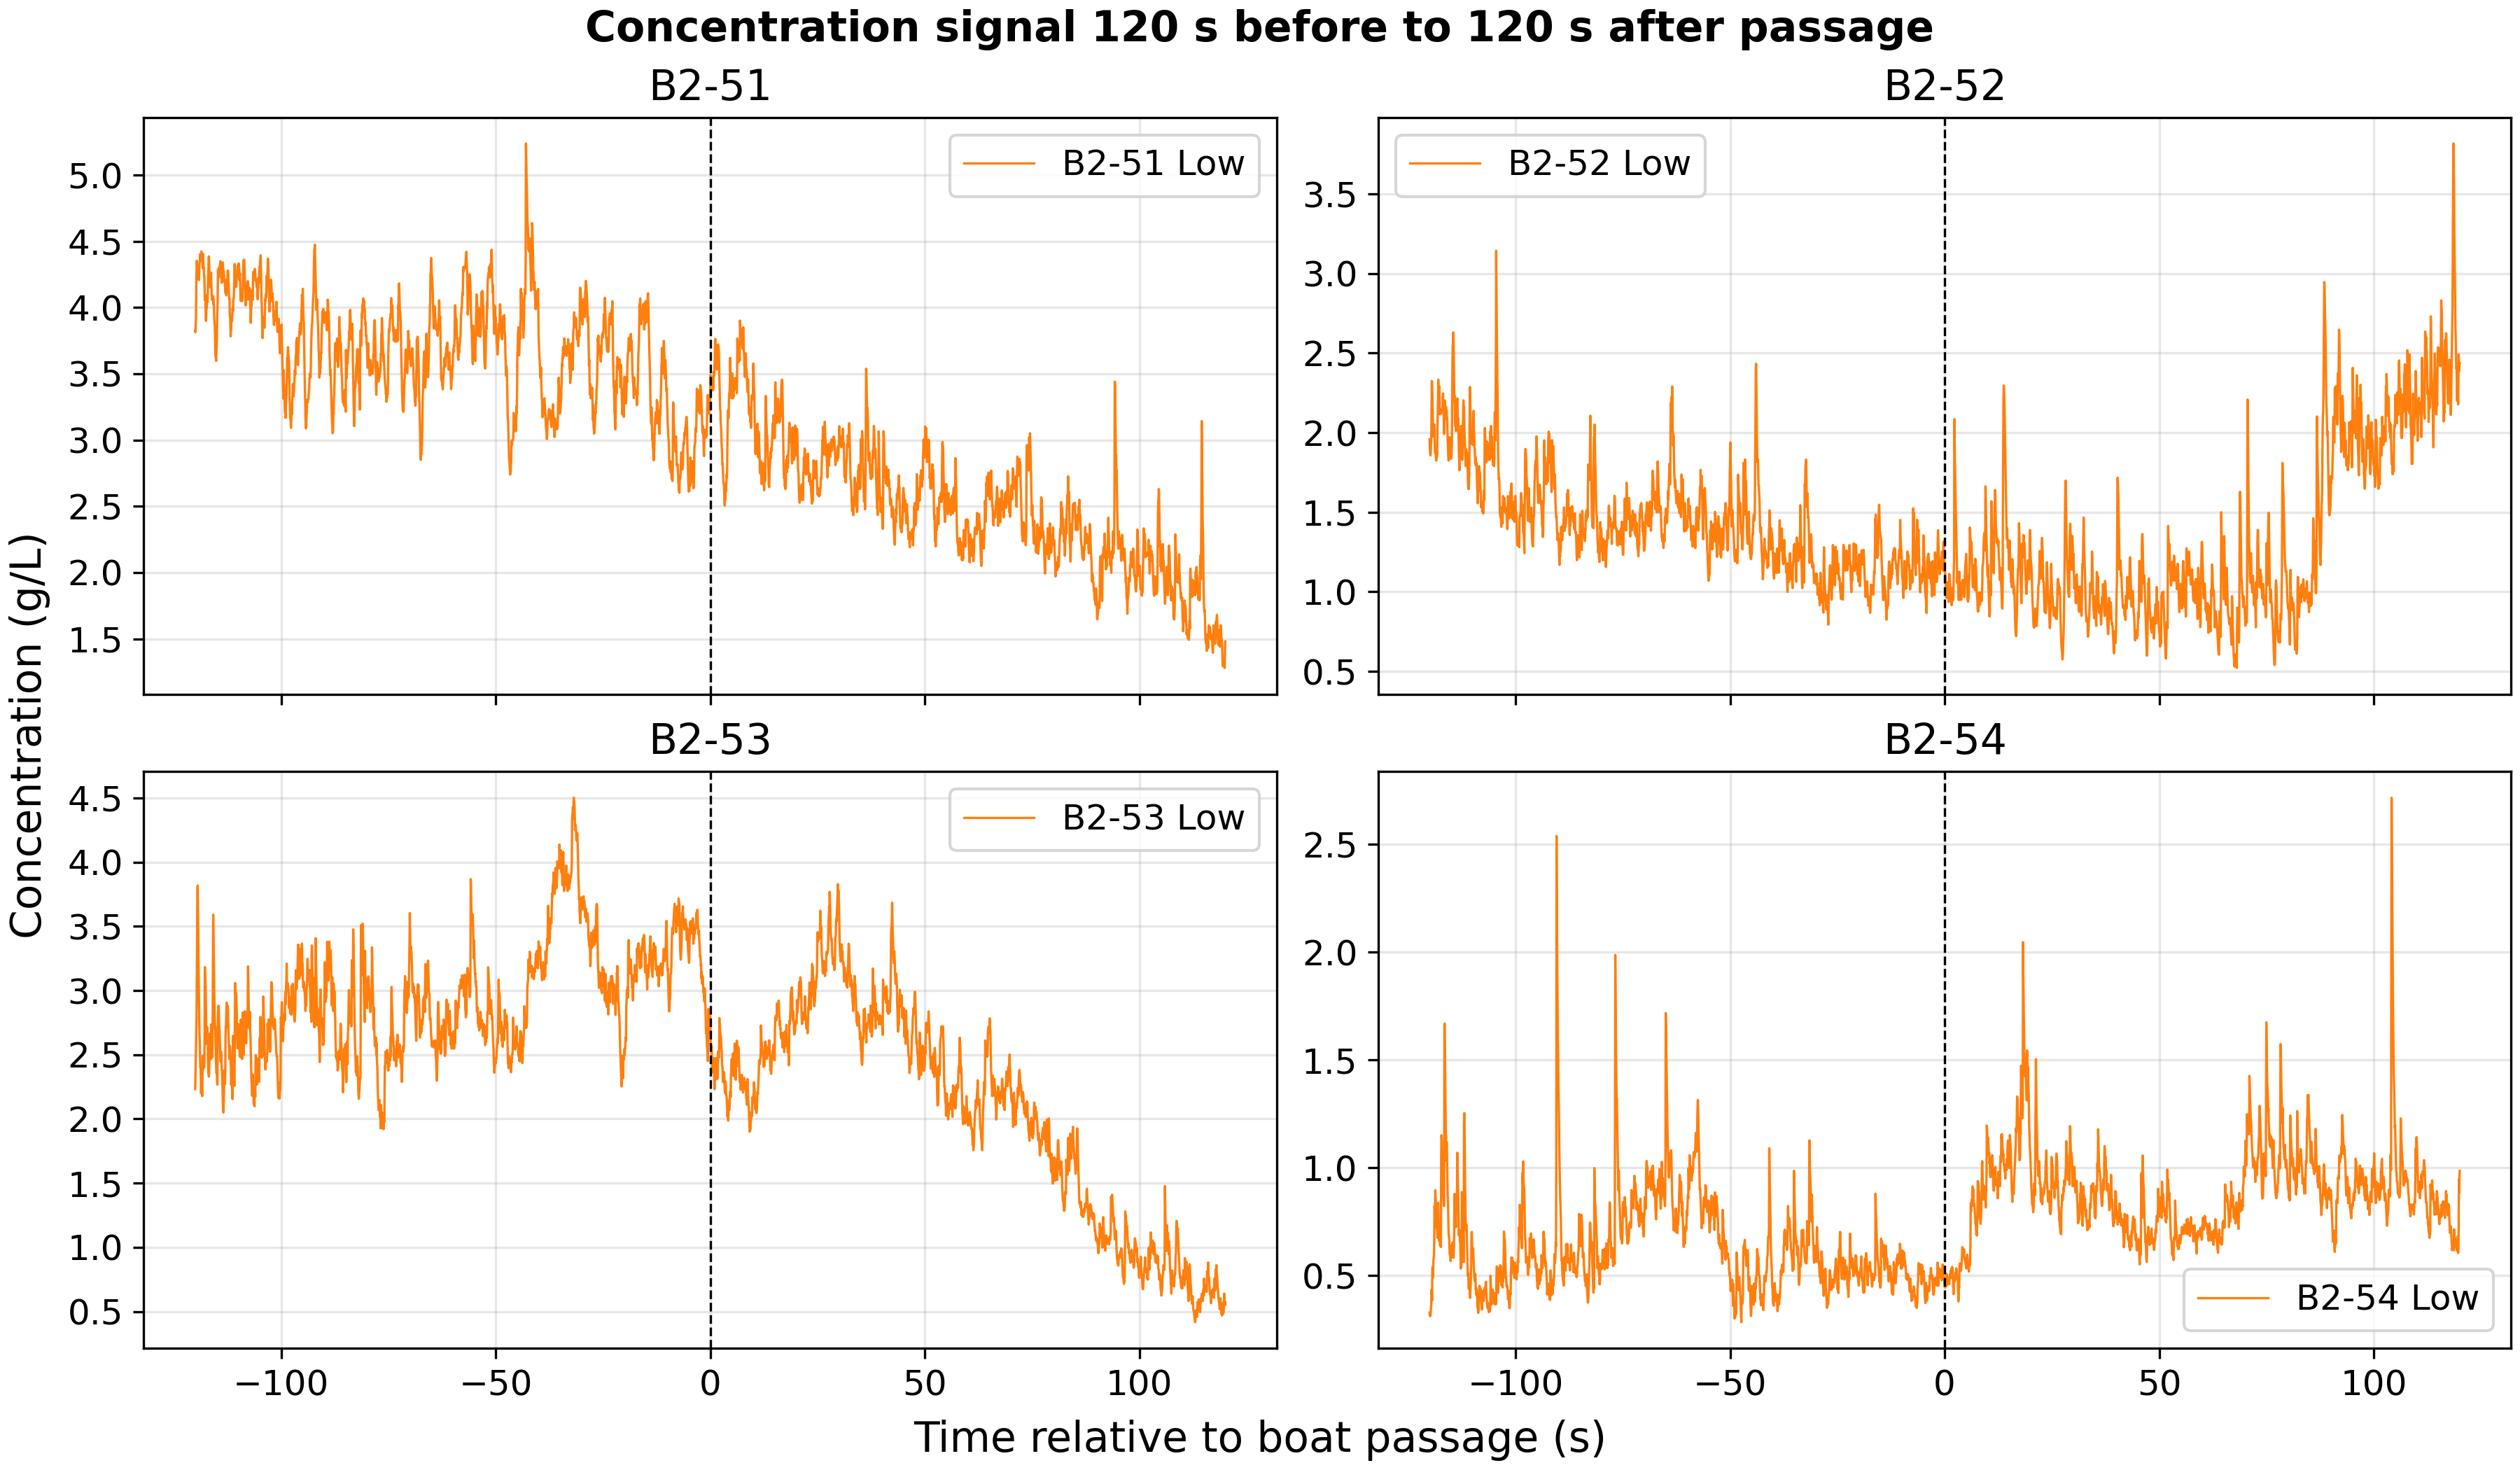 Concentration signal 120 s before to 120 s after passage
B2-51
B2-52
5.0
4.5
4.0
3.5
3.0
2.5
2.0
1.5
B2-51 Low
3.5
3.0
2.5
2.0
1.5
1.0
0.5
B2-52 Low
Concentration (g/L)
B2-53
B2-54
4.5
4.0
3.5
3.0
2.5
2.0
1.5
1.0
0.5
B2-53 Low
2.5
2.0
1.5
1.0
0.5
B2-54 Low
−100 −50 0 50 100
−100 −50 0 50 100
Time relative to boat passage (s)